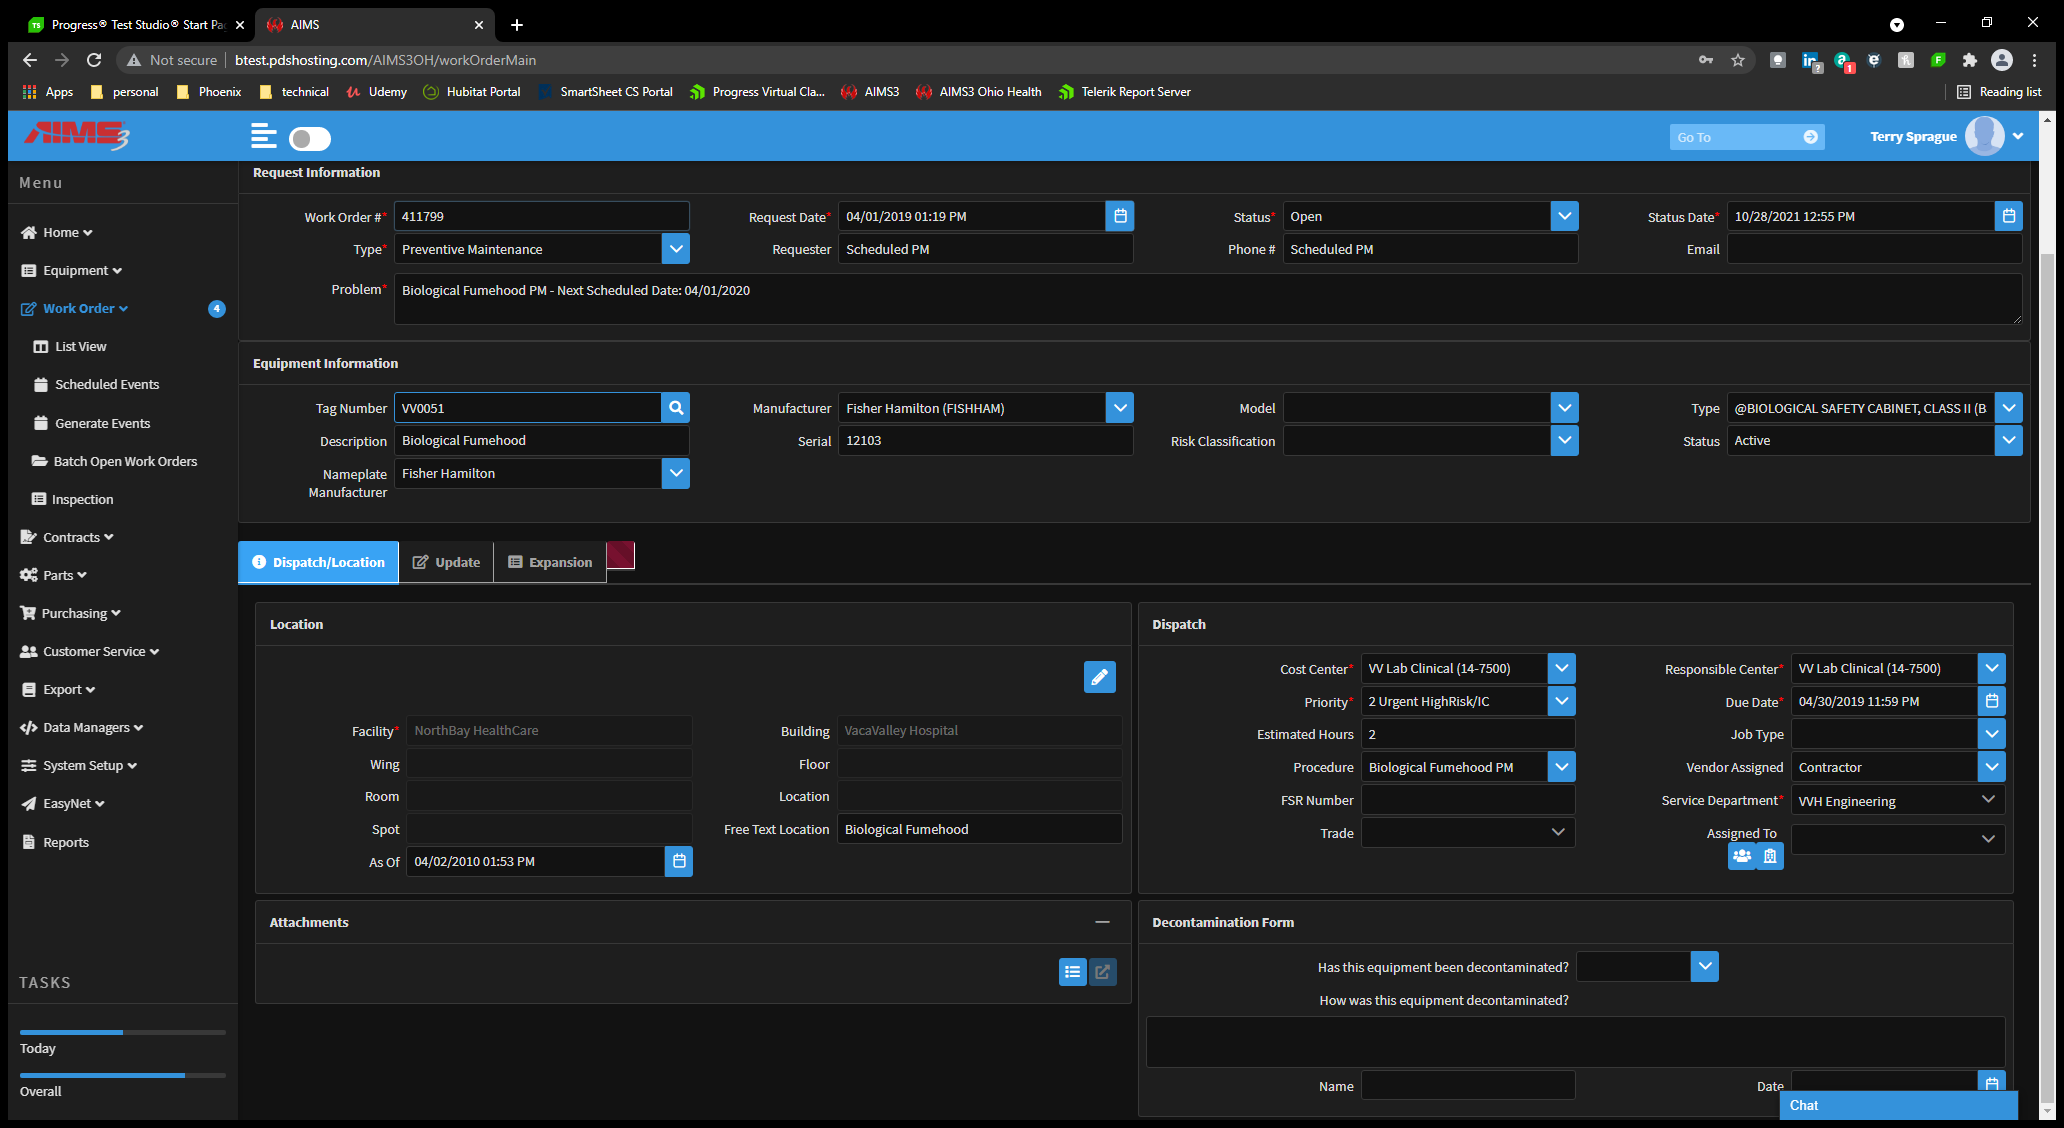 Progress® Test Studio® Start Pa
AIMS
Not secure btest.pdshosting.com/AIMS3OH/workOrderMain
Apps personal Phoenix technical Udemy Hubitat Portal SmartSheet CS Portal Progress Virtual Cla... AIMS3 AIMS3 Ohio Health Telerik Report Server Reading list
AIMS3
Go To
Terry Sprague
Menu
Home
Equipment
Work Order 4
List View
Scheduled Events
Generate Events
Batch Open Work Orders
Inspection
Contracts
Parts
Purchasing
Customer Service
Export
Data Managers
System Setup
EasyNet
Reports
TASKS
Today
Overall
Request Information
Work Order #* 411799 Request Date* 04/01/2019 01:19 PM Status* Open Status Date* 10/28/2021 12:55 PM
Type* Preventive Maintenance Requester Scheduled PM Phone # Scheduled PM Email
Problem* Biological Fumehood PM - Next Scheduled Date: 04/01/2020
Equipment Information
Tag Number VV0051 Manufacturer Fisher Hamilton (FISHHAM) Model Type @BIOLOGICAL SAFETY CABINET, CLASS II (B
Description Biological Fumehood Serial 12103 Risk Classification Status Active
Nameplate Manufacturer Fisher Hamilton
Dispatch/Location Update Expansion
Location
Facility* NorthBay HealthCare Building VacaValley Hospital
Wing Floor
Room Location
Spot Free Text Location Biological Fumehood
As Of 04/02/2010 01:53 PM
Dispatch
Cost Center* VV Lab Clinical (14-7500) Responsible Center* VV Lab Clinical (14-7500)
Priority* 2 Urgent HighRisk/IC Due Date* 04/30/2019 11:59 PM
Estimated Hours 2 Job Type
Procedure Biological Fumehood PM Vendor Assigned Contractor
FSR Number Service Department* VVH Engineering
Trade Assigned To
Attachments
Decontamination Form
Has this equipment been decontaminated?
How was this equipment decontaminated?
Name Date
Chat